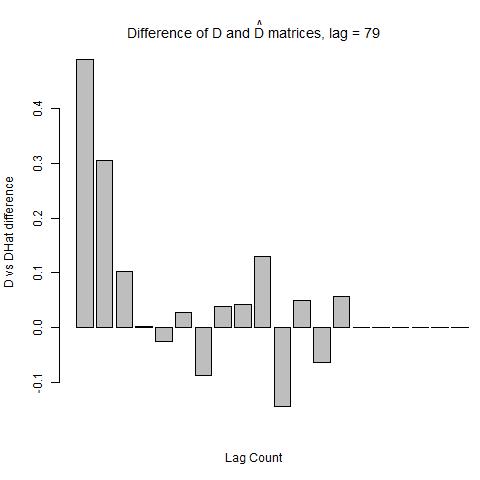 Difference of D and D̂ matrices, lag = 79
D vs DHat difference
0.4
0.3
0.2
0.1
0.0
-0.1
Lag Count